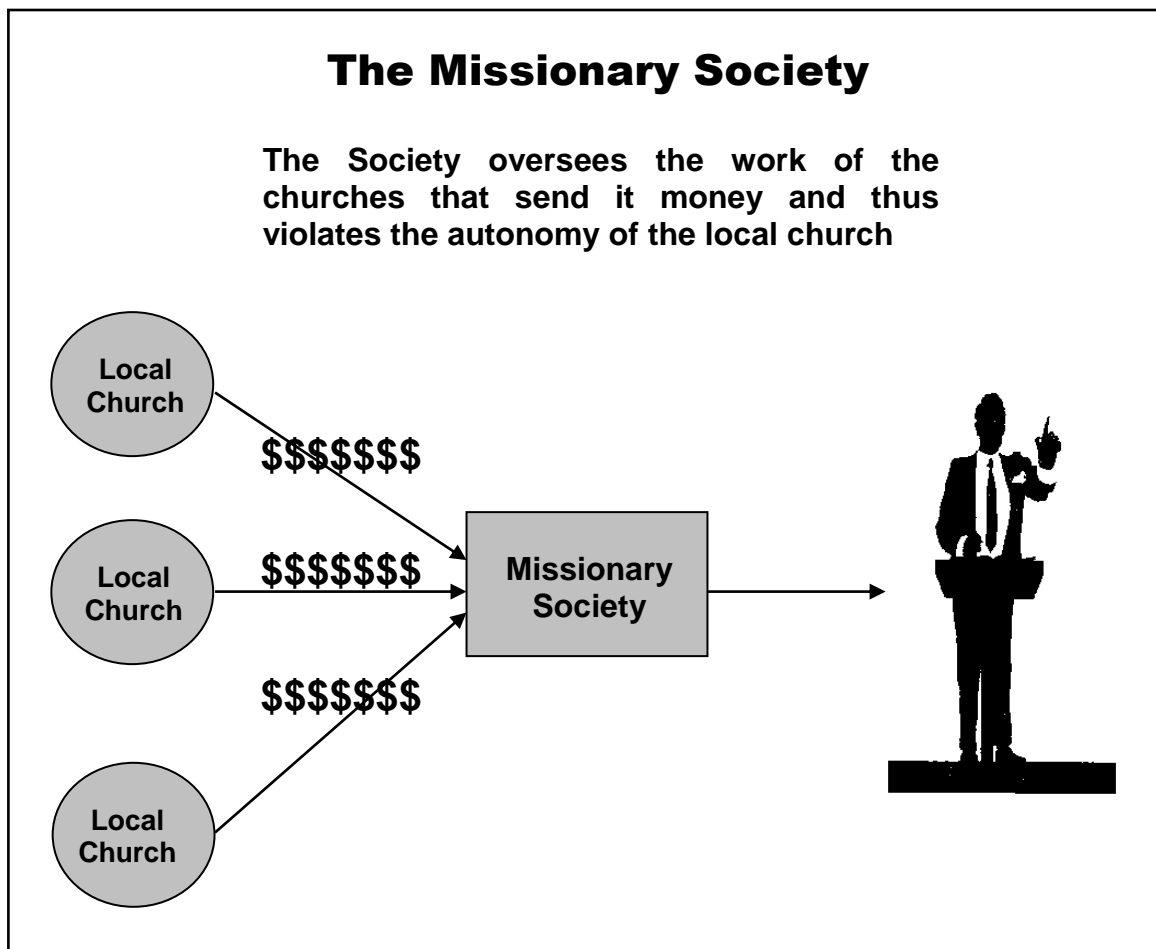 The Missionary Society
The Society oversees the work of the
churches that send it money and thus
violates the autonomy of the local church
Local
Church
$$$$$$$
Local
Church
$$$$$$$
Missionary
Society
$$$$$$$
Local
Church